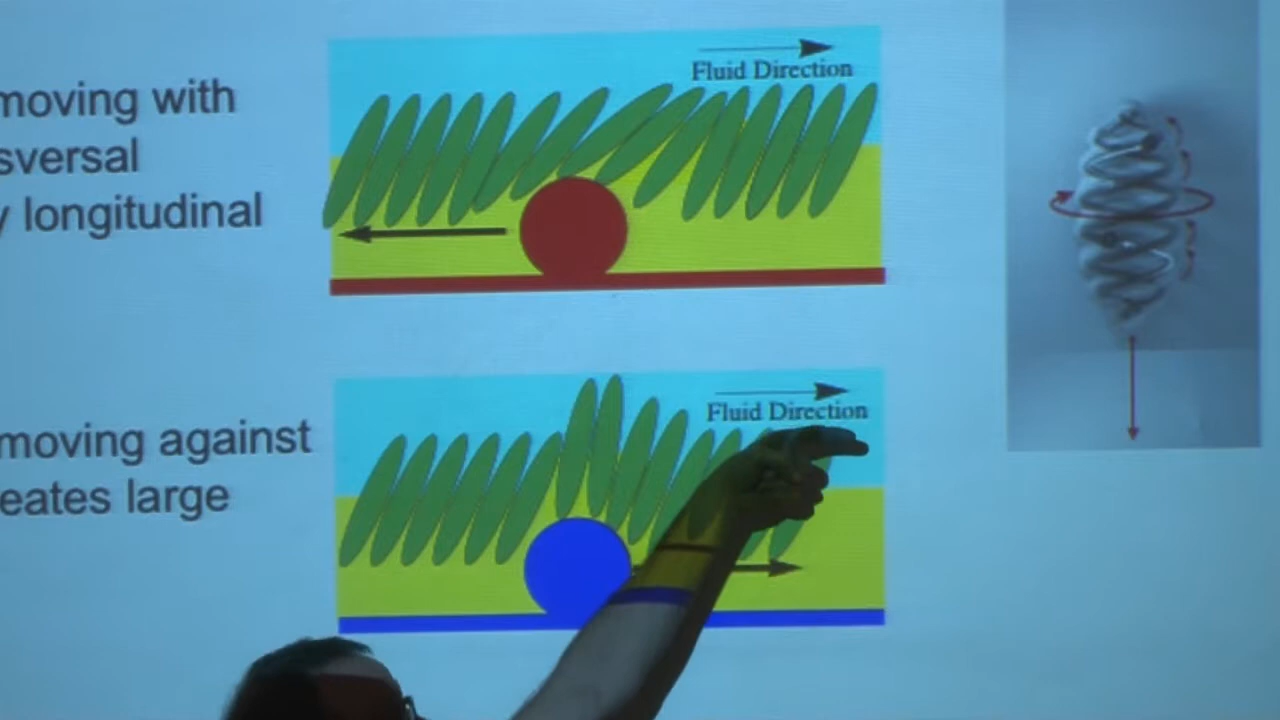 moving with
sversal
y longitudinal
Fluid Direction
moving against
eates large
Fluid Direction